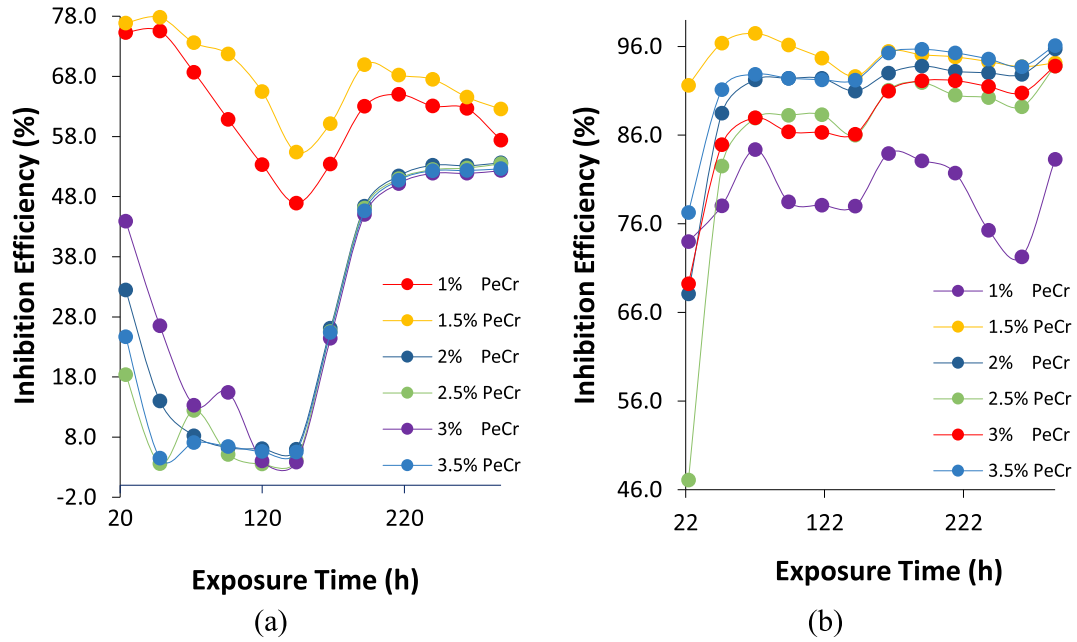 78.0
68.0
58.0
48.0
38.0
28.0
18.0
8.0
-2.0
20 120 220
Inhibition Efficiency (%)
Exposure Time (h)
1% PeCr
1.5% PeCr
2% PeCr
2.5% PeCr
3% PeCr
3.5% PeCr
(a)
96.0
86.0
76.0
66.0
56.0
46.0
22 122 222
Inhibition Efficiency (%)
Exposure Time (h)
1% PeCr
1.5% PeCr
2% PeCr
2.5% PeCr
3% PeCr
3.5% PeCr
(b)